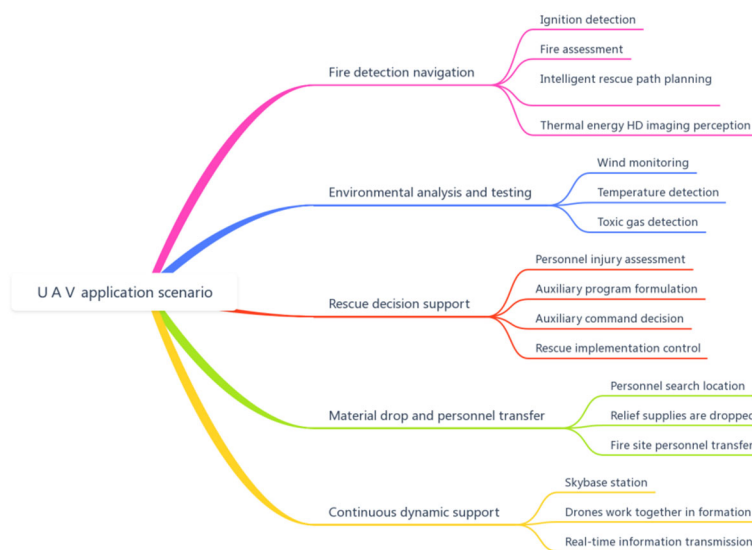 U A V application scenario
Fire detection navigation
Ignition detection
Fire assessment
Intelligent rescue path planning
Thermal energy HD imaging perception
Environmental analysis and testing
Wind monitoring
Temperature detection
Toxic gas detection
Rescue decision support
Personnel injury assessment
Auxiliary program formulation
Auxiliary command decision
Rescue implementation control
Material drop and personnel transfer
Personnel search location
Relief supplies are dropped
Fire site personnel transfer
Continuous dynamic support
Skybase station
Drones work together in formation
Real-time information transmission